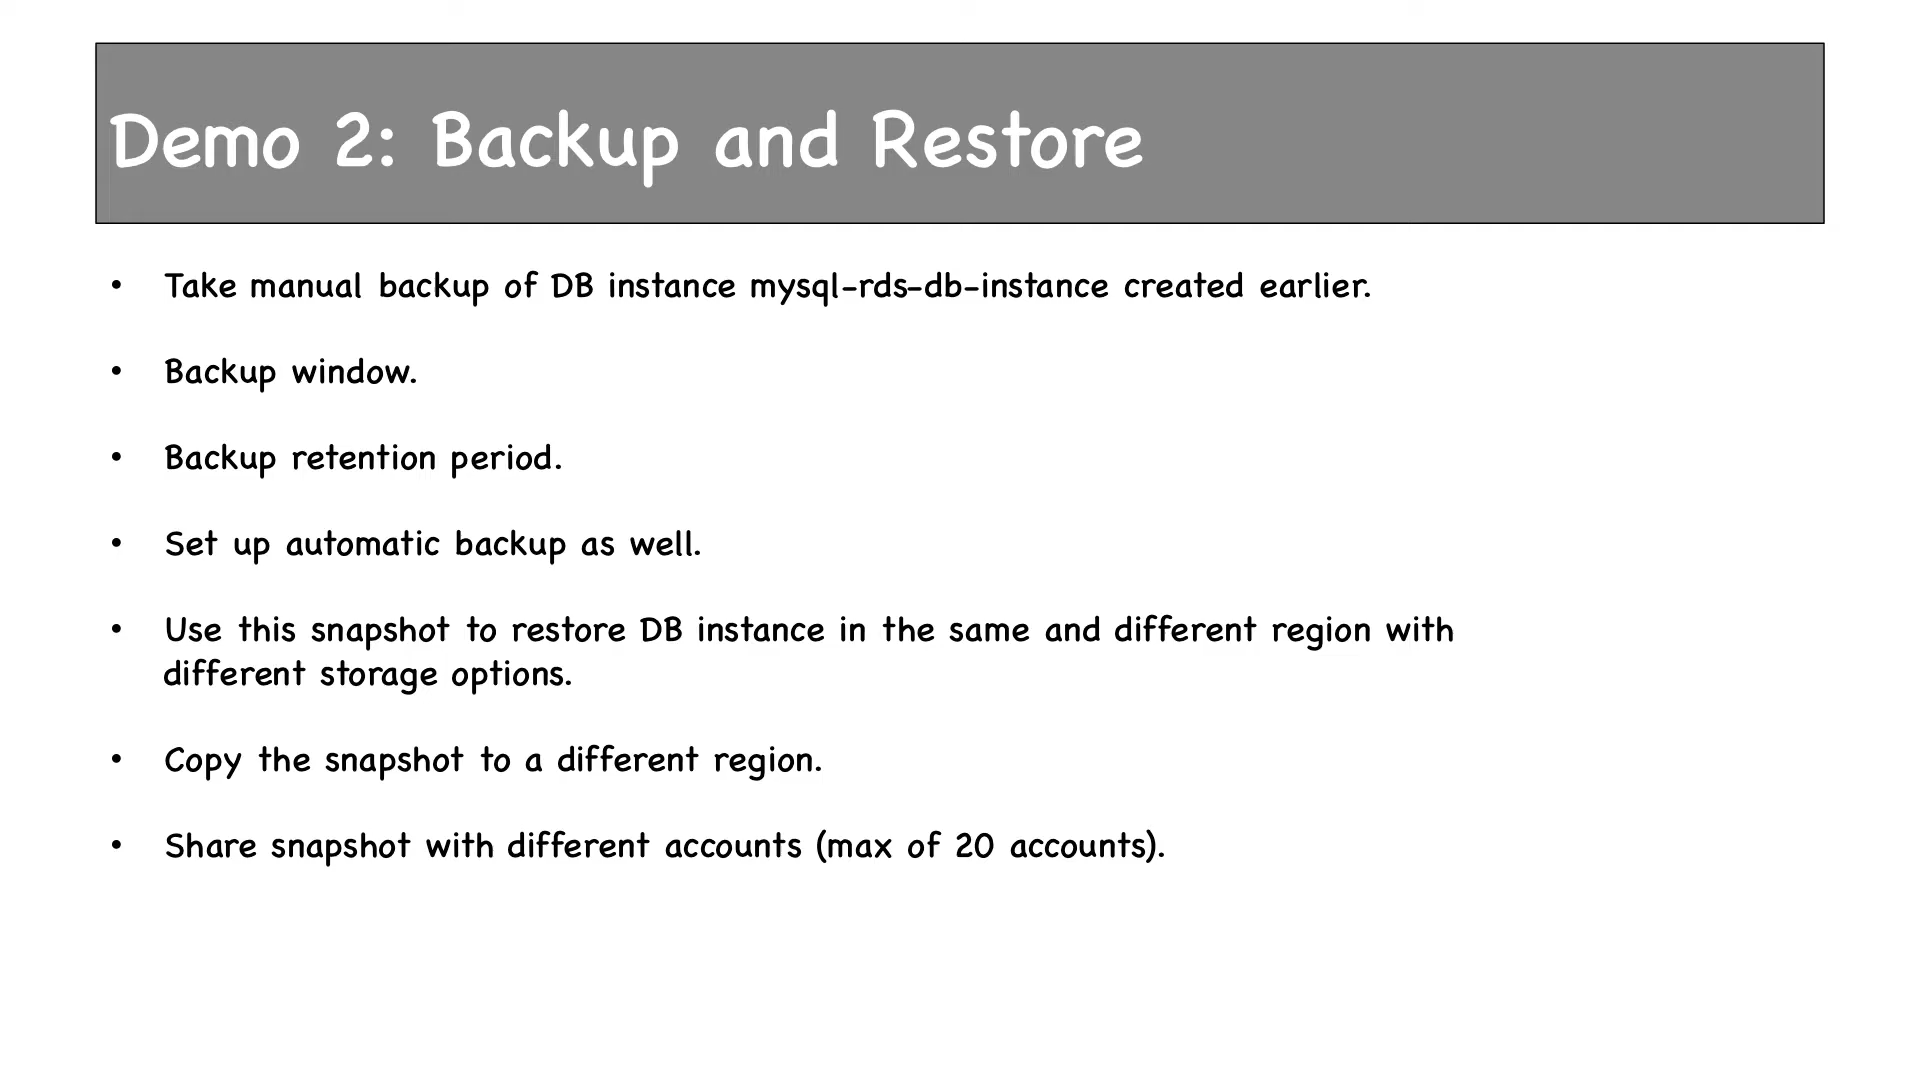 Demo 2: Backup and Restore
• Take manual backup of DB instance mysql-rds-db-instance created earlier.
• Backup window.
• Backup retention period.
• Set up automatic backup as well.
• Use this snapshot to restore DB instance in the same and different region with
different storage options.
• Copy the snapshot to a different region.
• Share snapshot with different accounts (max of 20 accounts).